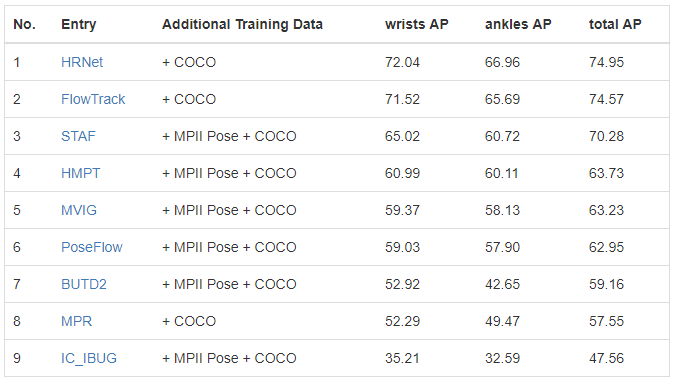 No. Entry Additional Training Data wrists AP ankles AP total AP
1 HRNet + COCO 72.04 66.96 74.95
2 FlowTrack + COCO 71.52 65.69 74.57
3 STAF + MPII Pose + COCO 65.02 60.72 70.28
4 HMPT + MPII Pose + COCO 60.99 60.11 63.73
5 MVIG + MPII Pose + COCO 59.37 58.13 63.23
6 PoseFlow + MPII Pose + COCO 59.03 57.90 62.95
7 BUTD2 + MPII Pose + COCO 52.92 42.65 59.16
8 MPR + COCO 52.29 49.47 57.55
9 IC_IBUG + MPII Pose + COCO 35.21 32.59 47.56